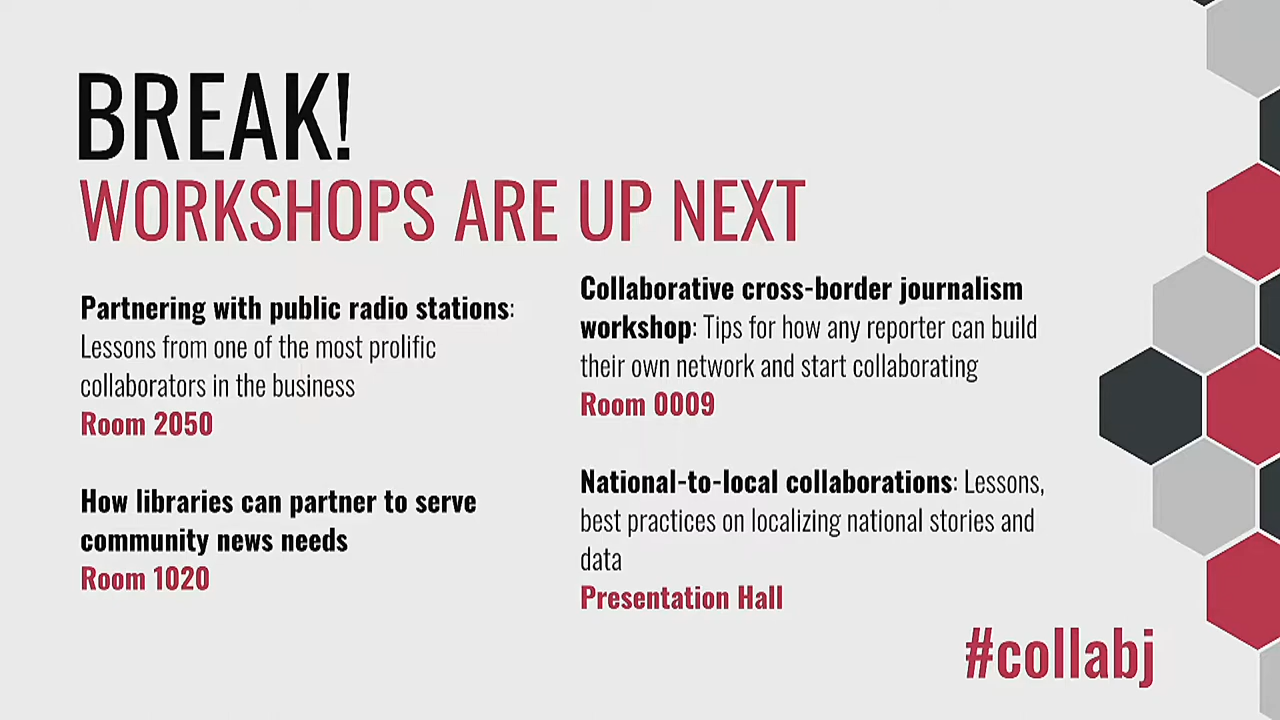 BREAK!
WORKSHOPS ARE UP NEXT
Partnering with public radio stations:
Lessons from one of the most prolific
collaborators in the business
Room 2050
How libraries can partner to serve
community news needs
Room 1020
Collaborative cross-border journalism
workshop: Tips for how any reporter can build
their own network and start collaborating
Room 0009
National-to-local collaborations: Lessons,
best practices on localizing national stories and
data
Presentation Hall
#collabj